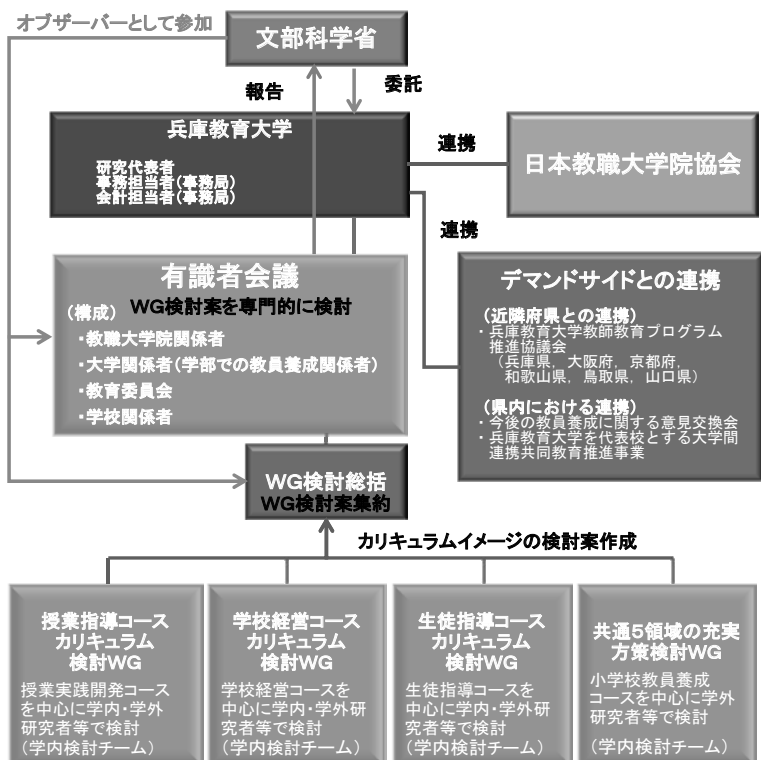 オブザーバーとして参加
文部科学省
報告
委託
兵庫教育大学
研究代表者
事務担当者(事務局)
会計担当者(事務局)
連携
日本教職大学院協会
連携
有識者会議
(構成) WG検討案を専門的に検討
・教職大学院関係者
・大学関係者(学部での教員養成関係者)
・教育委員会
・学校関係者
デマンドサイドとの連携
(近隣府県との連携)
・兵庫教育大学教師教育プログラム
推進協議会
(兵庫県，大阪府，京都府，
和歌山県，鳥取県，山口県)
(県内における連携)
・今後の教員養成に関する意見交換会
・兵庫教育大学を代表校とする大学間
連携共同教育推進事業
WG検討総括
WG検討案集約
カリキュラムイメージの検討案作成
授業指導コース
カリキュラム
検討WG
授業実践開発コース
を中心に学内・学外
研究者等で検討
(学内検討チーム)
学校経営コース
カリキュラム
検討WG
学校経営コースを
中心に学内・学外研
究者等で検討
(学内検討チーム)
生徒指導コース
カリキュラム
検討WG
生徒指導コースを
中心に学内・学外研
究者等で検討
(学内検討チーム)
共通5領域の充実
方策検討WG
小学校教員養成
コースを中心に学外
研究者等で検討
(学内検討チーム)